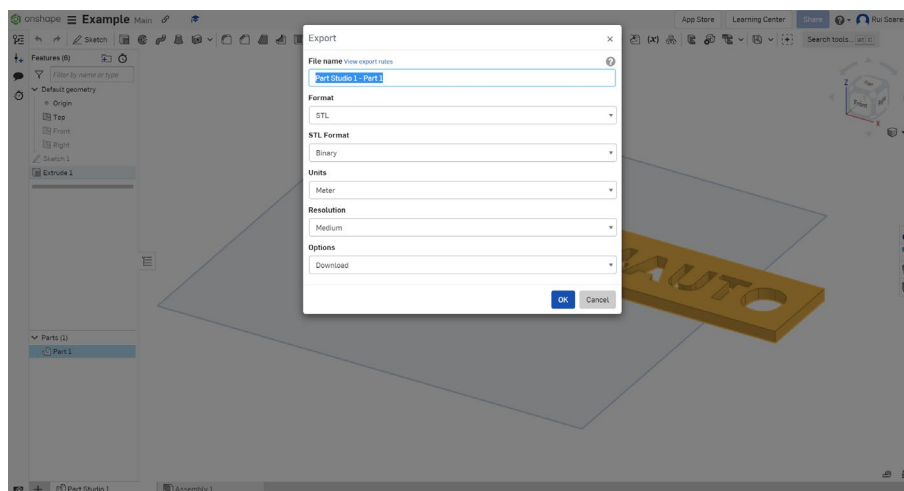 onshape Example Main
App Store Learning Center Share Rui Soare
Sketch
Search tools...
Features (6)
Filter by name or type
Default geometry
Origin
Top
Front
Right
Sketch 1
Extrude 1
Parts (1)
Part 1
Export
File name View export rules
Part Studio 1 - Part 1
Format
STL
STL Format
Binary
Units
Meter
Resolution
Medium
Options
Download
OK Cancel
Z
Top
Front
X
AUTO
Part Studio 1 Assembly 1